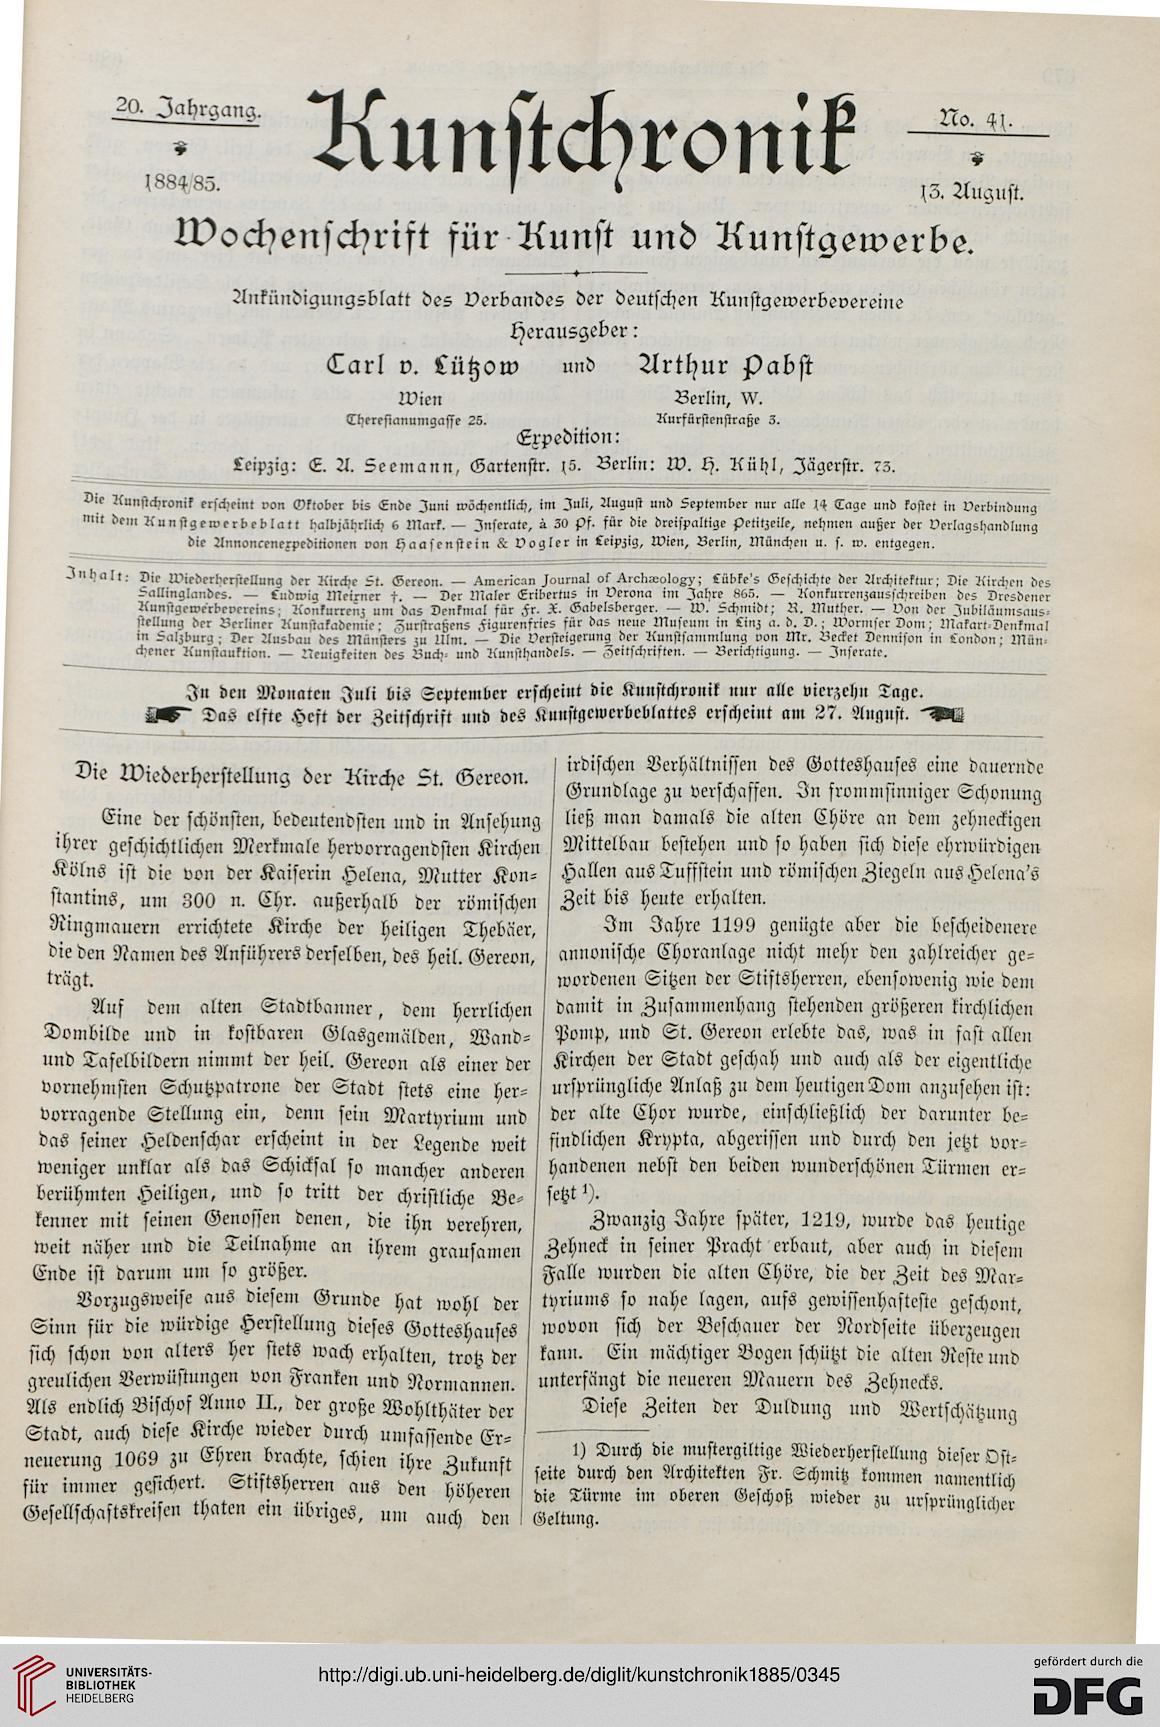 20. Jahrgang.
1884/85.
Kunstchronik
No. 41.
13. August.
Wochenschrift für Kunst und Kunstgewerbe.
Ankündigungsblatt des Verbandes der deutschen Kunstgewerbevereine
Herausgeber:
Carl v. Lützow und Arthur Pabst
Wien Berlin, W.
Theresianumgasse 25. Kurfürstenstraße 3.
Expedition:
Leipzig: E. A. Seemann, Gartenstr. 15. Berlin: W. H. Kühl, Jägerstr. 73.
Die Kunstchronik erscheint von Oktober bis Ende Juni wöchentlich, im Juli, August und September nur alle 14 Tage und kostet in Verbindung
mit dem Kunstgewerbeblatt halbjährlich 6 Mark. — Inserate, à 30 Pf. für die dreispaltige Petitzeile, nehmen außer der Verlagshandlung
die Annoncenexpeditionen von Haasenstein & Vogler in Leipzig, Wien, Berlin, München u. s. w. entgegen.
Inhalt: Die Wiederherstellung der Kirche St. Gereon. — American Journal of Archæology; Lübke's Geschichte der Architektur; Die Kirchen des
Sallinglandes. — Ludwig Meixner †. — Der Maler Eribertus in Verona im Jahre 865. — Konkurrenzausschreiben des Dresdener
Kunstgewerbevereins; Konkurrenz um das Denkmal für Fr. X. Gabelsberger. — W. Schmidt; R. Muther. — Von der Jubiläumsaus-
stellung der Berliner Kunstakademie; Zurstraßens Figurenfries für das neue Museum in Linz a. d. D.; Wormser Dom; Makart-Denkmal
in Salzburg; Der Ausbau des Münsters zu Ulm. — Die Versteigerung der Kunstsammlung von Mr. Becket Dennison in London; Mün-
chener Kunstauktion. — Neuigkeiten des Buch- und Kunsthandels. — Zeitschriften. — Berichtigung. — Inserate.
In den Monaten Juli bis September erscheint die Kunstchronik nur alle vierzehn Tage.
Das elfte Heft der Zeitschrift und des Kunstgewerbeblattes erscheint am 27. August.
Die Wiederherstellung der Kirche St. Gereon.
Eine der schönsten, bedeutendsten und in Ansehung
ihrer geschichtlichen Merkmale hervorragendsten Kirchen
Kölns ist die von der Kaiserin Helena, Mutter Kon-
stantins, um 300 n. Chr. außerhalb der römischen
Ringmauern errichtete Kirche der heiligen Thebäer,
die den Namen des Anführers derselben, des heil. Gereon,
trägt.
Auf dem alten Stadtbanner, dem herrlichen
Dombilde und in kostbaren Glasgemälden, Wand-
und Tafelbildern nimmt der heil. Gereon als einer der
vornehmsten Schutzpatrone der Stadt stets eine her-
vorragende Stellung ein, denn sein Martyrium und
das seiner Heldenschar erscheint in der Legende weit
weniger unklar als das Schicksal so mancher anderen
berühmten Heiligen, und so tritt der christliche Be-
kenner mit seinen Genossen denen, die ihn verehren,
weit näher und die Teilnahme an ihrem grausamen
Ende ist darum um so größer.
Vorzugsweise aus diesem Grunde hat wohl der
Sinn für die würdige Herstellung dieses Gotteshauses
sich schon von alters her stets wach erhalten, trotz der
greulichen Verwüstungen von Franken und Normannen.
Als endlich Bischof Anno II., der große Wohlthäter der
Stadt, auch diese Kirche wieder durch umfassende Er-
neuerung 1069 zu Ehren brachte, schien ihre Zukunft
für immer gesichert. Stiftsherren aus den höheren
Gesellschaftskreisen thaten ein übriges, um auch den
irdischen Verhältnissen des Gotteshauses eine dauernde
Grundlage zu verschaffen. In frommsinniger Schonung
ließ man damals die alten Chöre an dem zehneckigen
Mittelbau bestehen und so haben sich diese ehrwürdigen
Hallen aus Tuffstein und römischen Ziegeln aus Helena's
Zeit bis heute erhalten.
Im Jahre 1199 genügte aber die bescheidenere
annonische Choranlage nicht mehr den zahlreicher ge-
wordenen Sitzen der Stiftsherren, ebensowenig wie dem
damit in Zusammenhang stehenden größeren kirchlichen
Pomp, und St. Gereon erlebte das, was in fast allen
Kirchen der Stadt geschah und auch als der eigentliche
ursprüngliche Anlaß zu dem heutigen Dom anzusehen ist:
der alte Chor wurde, einschließlich der darunter be-
findlichen Krypta, abgerissen und durch den jetzt vor-
handenen nebst den beiden wunderschönen Türmen er-
setzt 1).
Zwanzig Jahre später, 1219, wurde das heutige
Zehneck in seiner Pracht erbaut, aber auch in diesem
Falle wurden die alten Chöre, die der Zeit des Mar-
tyriums so nahe lagen, aufs gewissenhafteste geschont,
wovon sich der Beschauer der Nordseite überzeugen
kann. Ein mächtiger Bogen schützt die alten Reste und
unterfängt die neueren Mauern des Zehnecks.
Diese Zeiten der Duldung und Wertschätzung
1) Durch die mustergiltige Wiederherstellung dieser Ost-
seite durch den Architekten Fr. Schmitz kommen namentlich
die Türme im oberen Geschoß wieder zu ursprünglicher
Geltung.
UNIVERSITÄTS-
BIBLIOTHEK
HEIDELBERG
http://digi.ub.uni-heidelberg.de/diglit/kunstchronik1885/0345
gefördert durch die
DFG